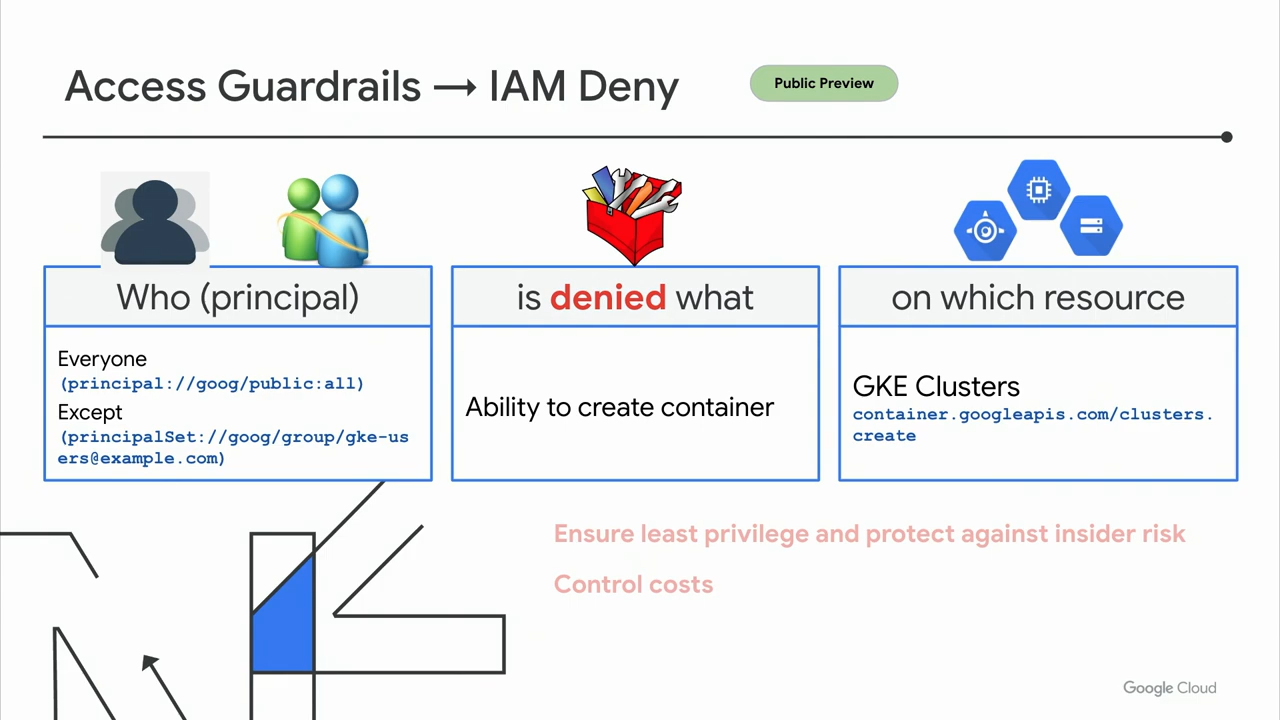 Access Guardrails → IAM Deny
Public Preview
Who (principal)
Everyone
(principal://goog/public:all)
Except
(principalSet://goog/group/gke-us
ers@example.com)
is denied what
Ability to create container
on which resource
GKE Clusters
container.googleapis.com/clusters.
create
Ensure least privilege and protect against insider risk
Control costs
Google Cloud